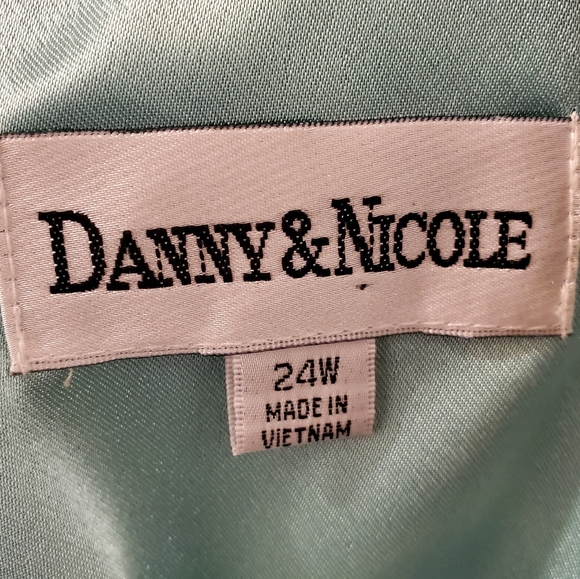 DANNY & NICOLE
24W
MADE IN
VIETNAM